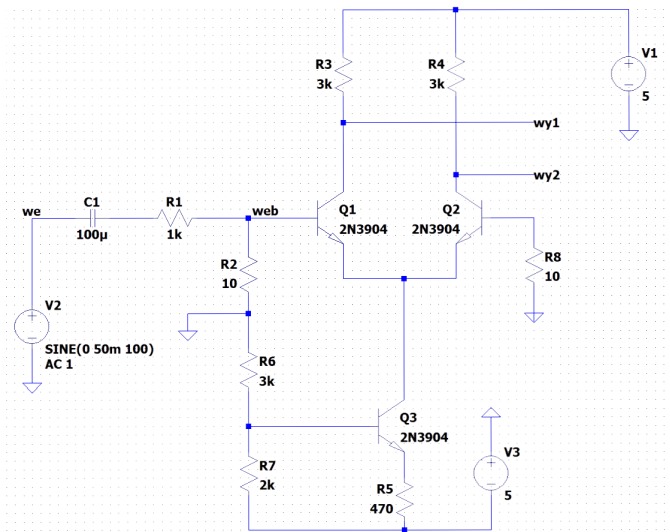 R3
3k
R4
3k
V1
5
wy1
wy2
we
C1
100µ
R1
1k
web
Q1
2N3904
Q2
2N3904
R8
10
R2
10
V2
SINE(0 50m 100)
AC 1
R6
3k
Q3
2N3904
R7
2k
R5
470
V3
5